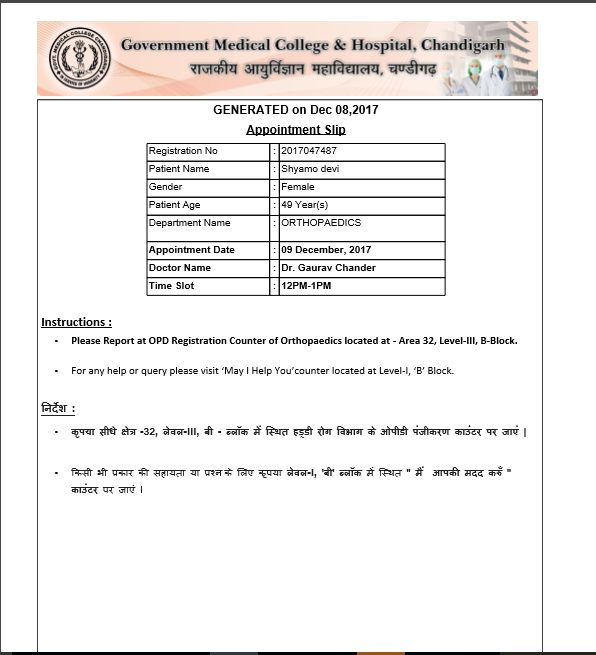 Government Medical College & Hospital, Chandigarh
राजकीय आयुर्विज्ञान महाविद्यालय, चण्डीगढ़
GENERATED on Dec 08,2017
Appointment Slip
Registration No : 2017047487
Patient Name : Shyamo devi
Gender : Female
Patient Age : 49 Year(s)
Department Name : ORTHOPAEDICS
Appointment Date : 09 December, 2017
Doctor Name : Dr. Gaurav Chander
Time Slot : 12PM-1PM
Instructions :
• Please Report at OPD Registration Counter of Orthopaedics located at - Area 32, Level-III, B-Block.
• For any help or query please visit ‘May I Help You’counter located at Level-I, ‘B’ Block.
निर्देश :
• कृपया सीधे क्षेत्र -32, लेवल-III, बी - ब्लॉक में स्थित हड्डी रोग विभाग के ओपीडी पंजीकरण काउंटर पर जाएं |
• किसी भी प्रकार की सहायता या प्रश्न के लिए कृपया लेवल-I, 'बी' ब्लॉक में स्थित " मैं आपकी मदद करूँ "
काउंटर पर जाएं ।